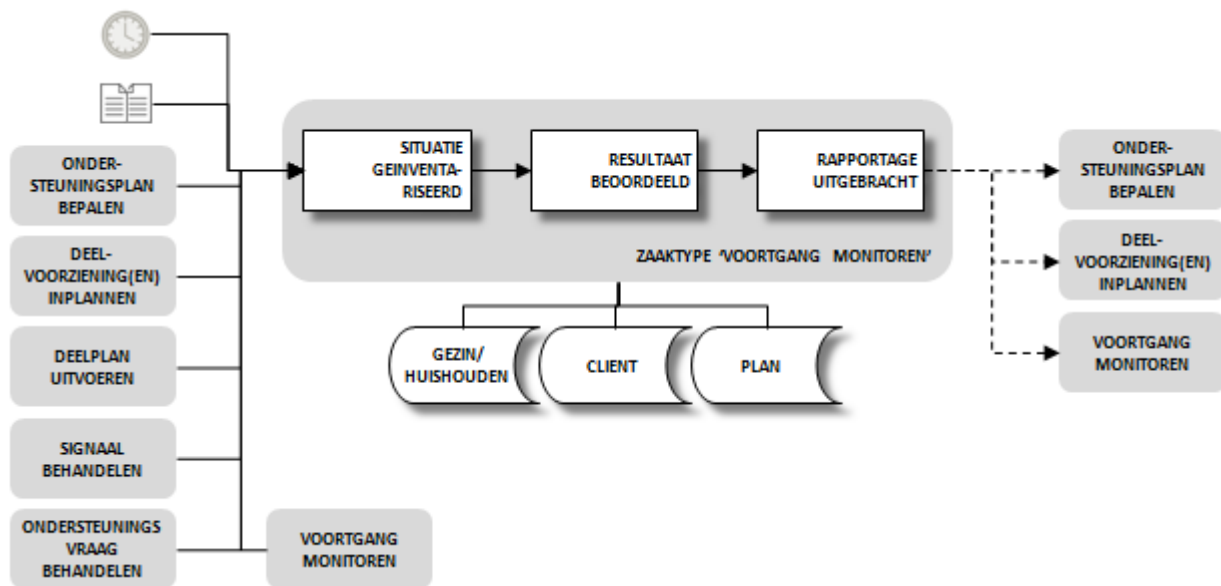 ONDER-
STEUNINGSPLAN
BEPALEN
DEEL-
VOORZIENING(EN)
INPLANNEN
DEELPLAN
UITVOEREN
SIGNAAL
BEHANDELEN
ONDERSTEUNINGS
VRAAG
BEHANDELEN
VOORTGANG
MONITOREN
SITUATIE
GEINVENTA-
RISEERD
RESULTAAT
BEOORDEELD
RAPPORTAGE
UITGEBRACHT
ZAAKTYPE 'VOORTGANG MONITOREN'
GEZIN/
HUISHOUDEN
CLIENT
PLAN
ONDER-
STEUNINGSPLAN
BEPALEN
DEEL-
VOORZIENING(EN)
INPLANNEN
VOORTGANG
MONITOREN